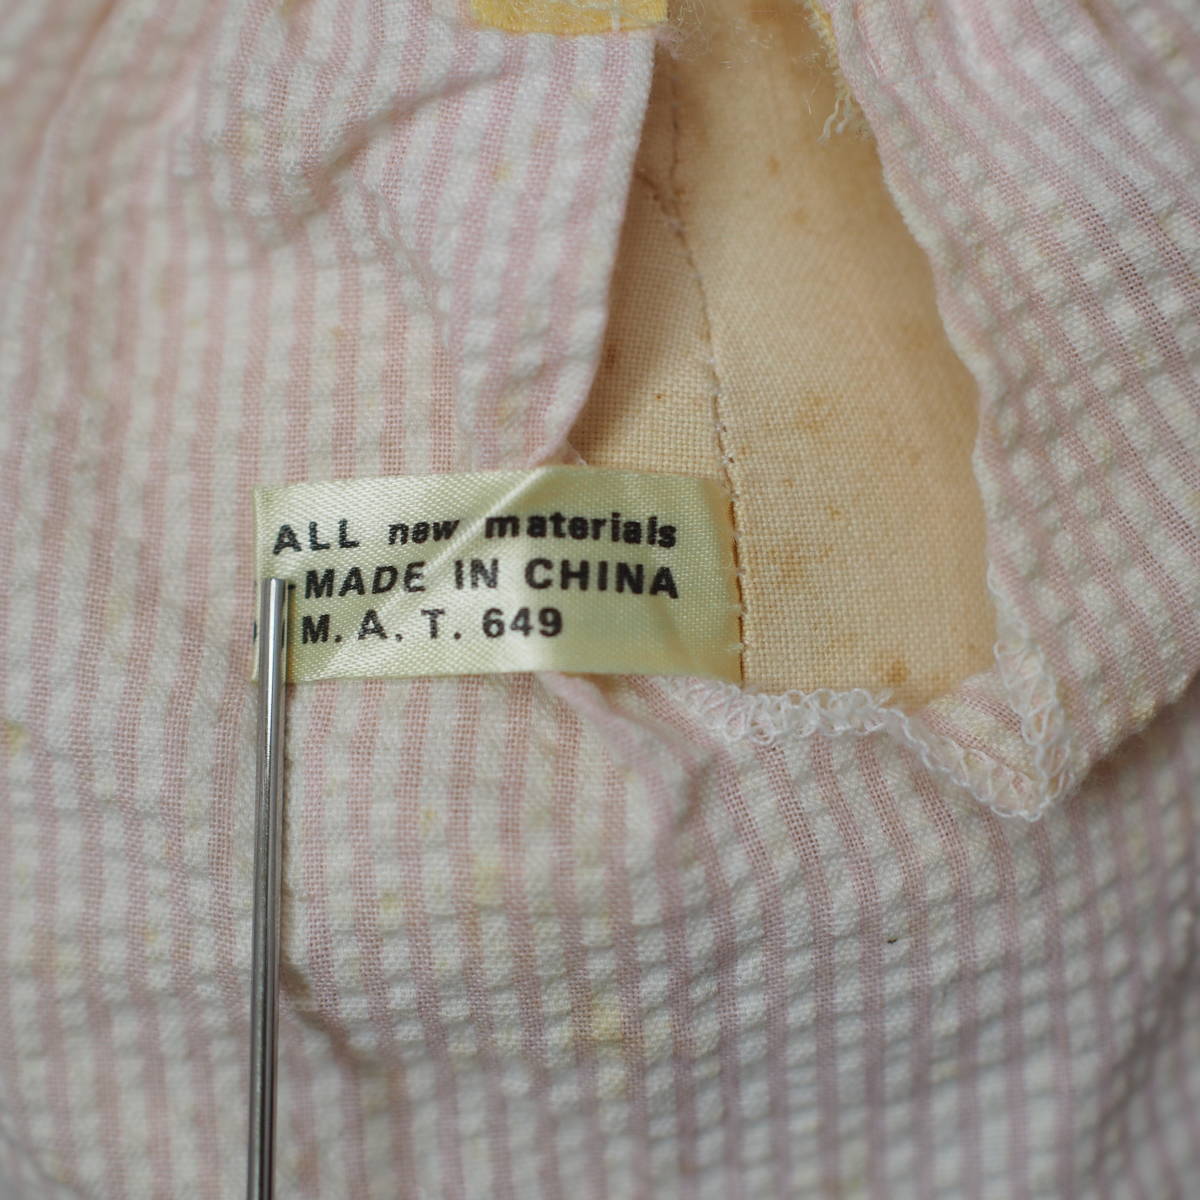 ALL new materials
MADE IN CHINA
M. A. T. 649